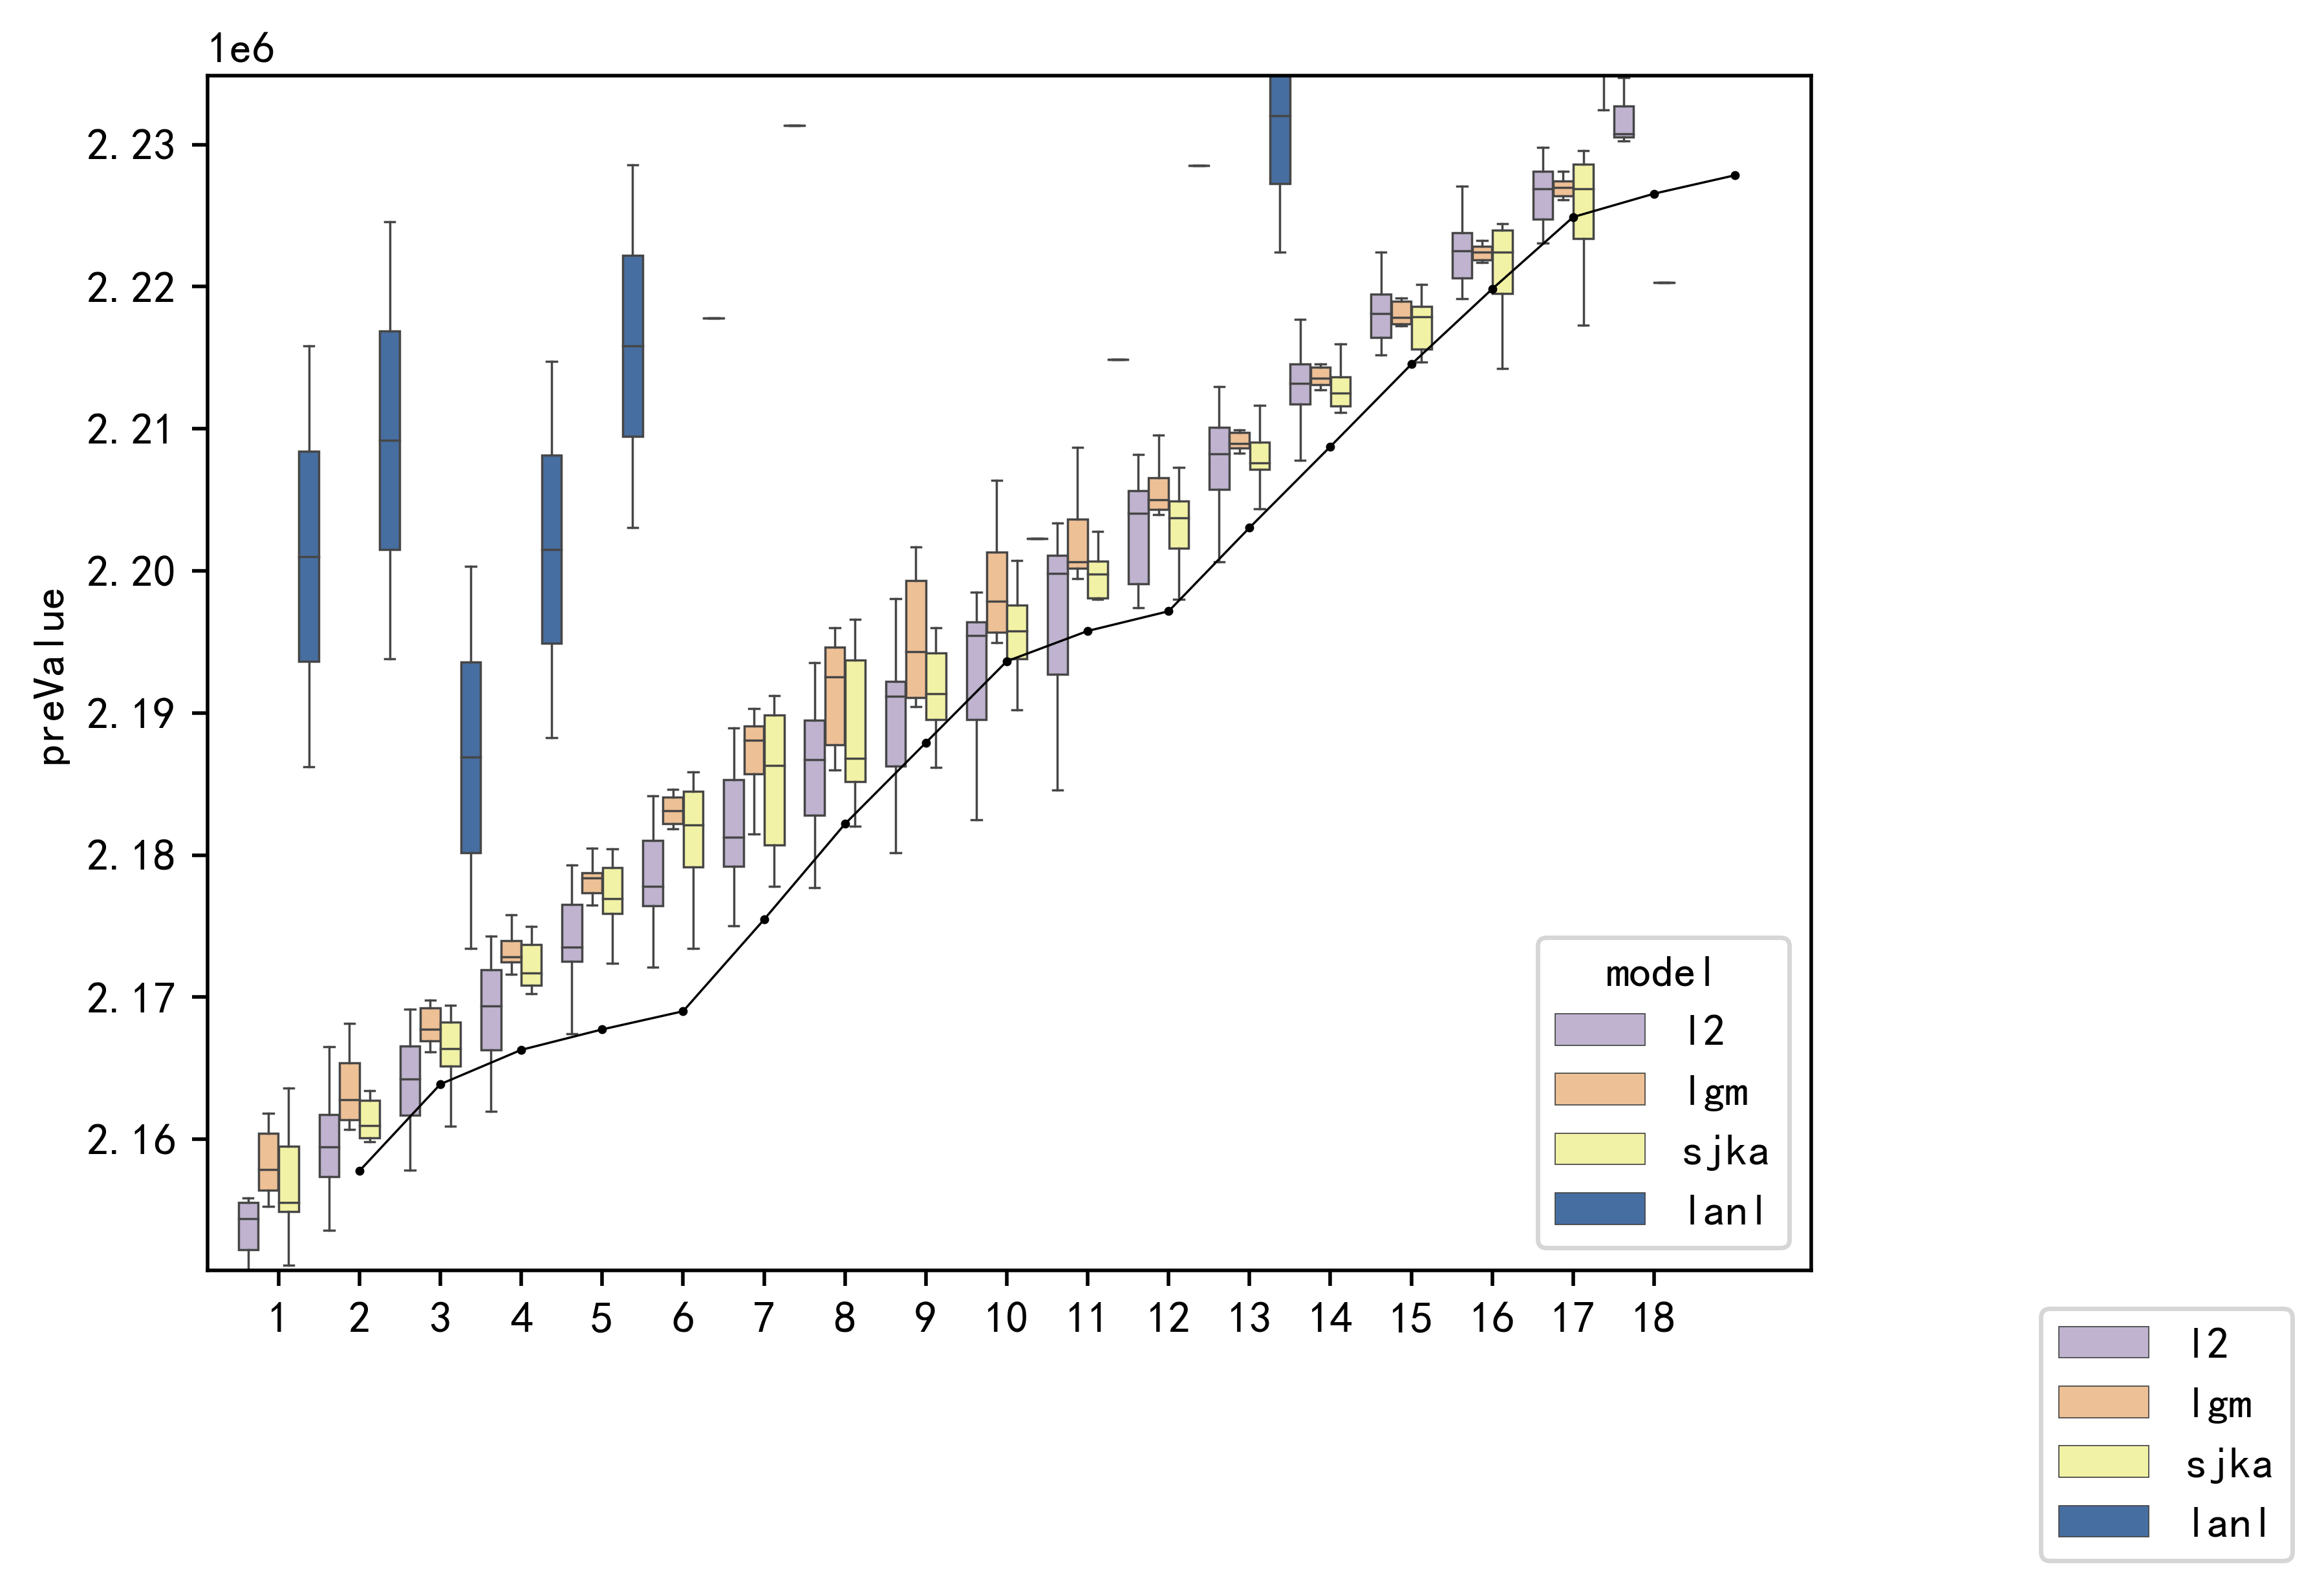 1e6
2.23
2.22
2.21
2.20
2.19
2.18
2.17
2.16
preValue
1 2 3 4 5 6 7 8 9 10 11 12 13 14 15 16 17 18
model
l2
lgm
sjka
lanl
l2
lgm
sjka
lanl